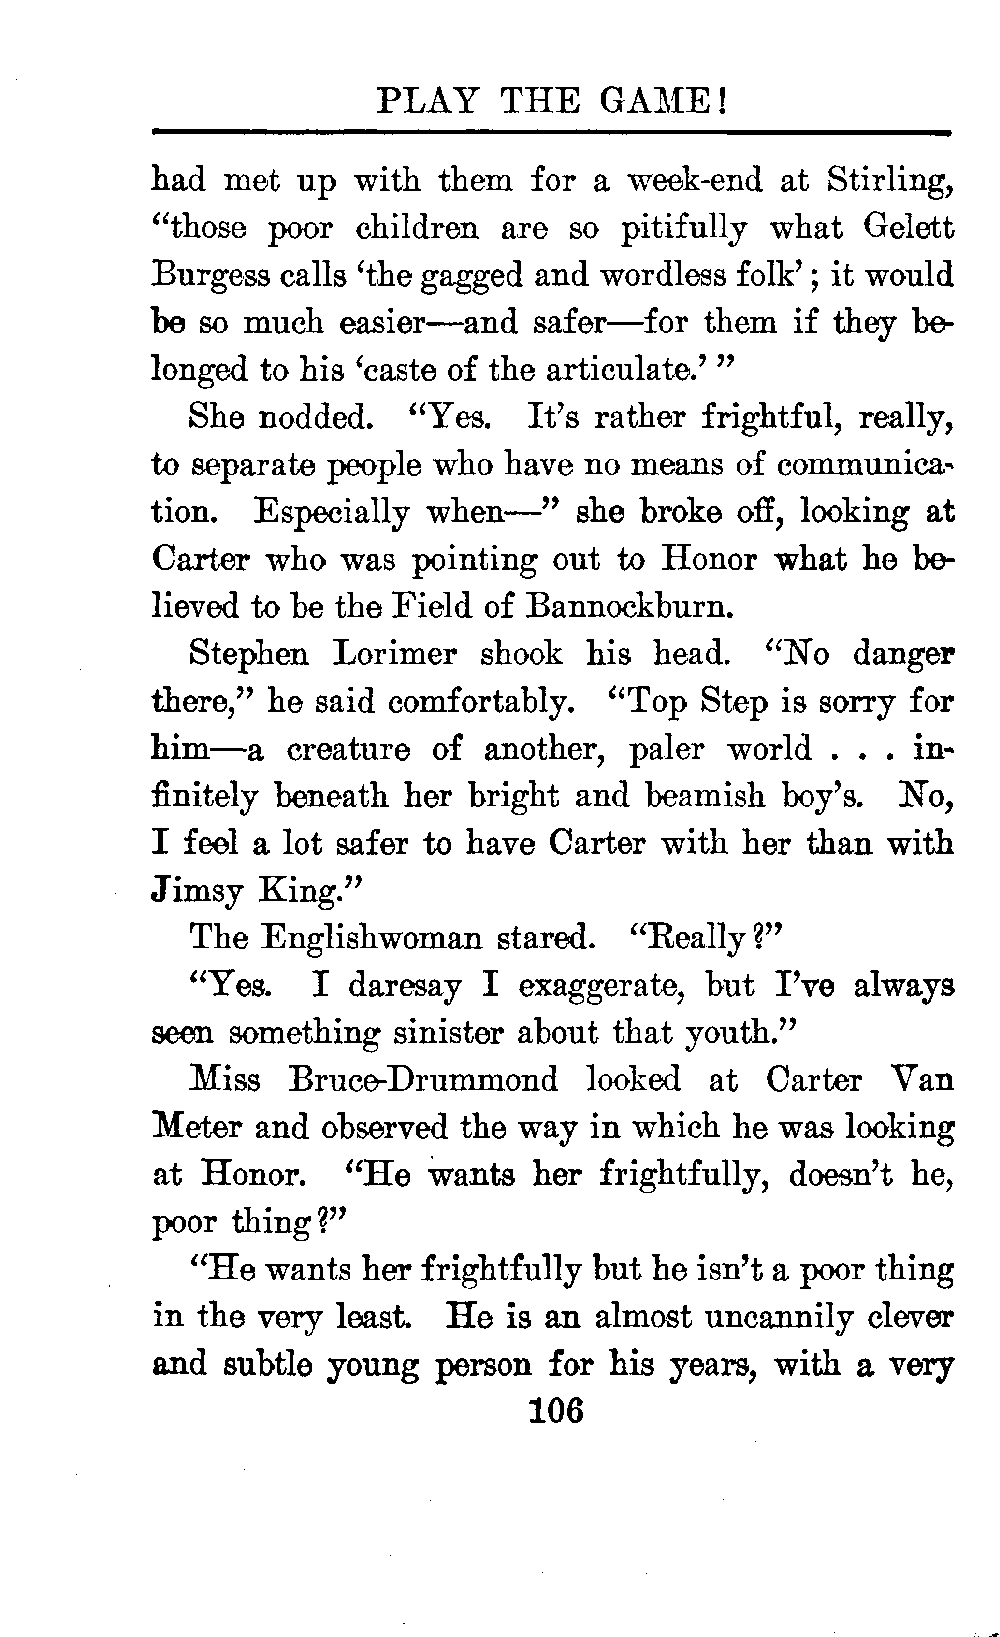 PLAY THE GAME!
had met up with them for a week-end at Stirling,
“those poor children are so pitifully what Gelett
Burgess calls ‘the gagged and wordless folk’; it would
be so much easier—and safer—for them if they be-
longed to his ‘caste of the articulate.’ ”
She nodded. “Yes. It’s rather frightful, really,
to separate people who have no means of communica-
tion. Especially when—” she broke off, looking at
Carter who was pointing out to Honor what he be-
lieved to be the Field of Bannockburn.
Stephen Lorimer shook his head. “No danger
there,” he said comfortably. “Top Step is sorry for
him—a creature of another, paler world . . . in-
finitely beneath her bright and beamish boy’s. No,
I feel a lot safer to have Carter with her than with
Jimsy King.”
The Englishwoman stared. “Really?”
“Yes. I daresay I exaggerate, but I’ve always
seen something sinister about that youth.”
Miss Bruce-Drummond looked at Carter Van
Meter and observed the way in which he was looking
at Honor. “He wants her frightfully, doesn’t he,
poor thing?”
“He wants her frightfully but he isn’t a poor thing
in the very least. He is an almost uncannily clever
and subtle young person for his years, with a very
106